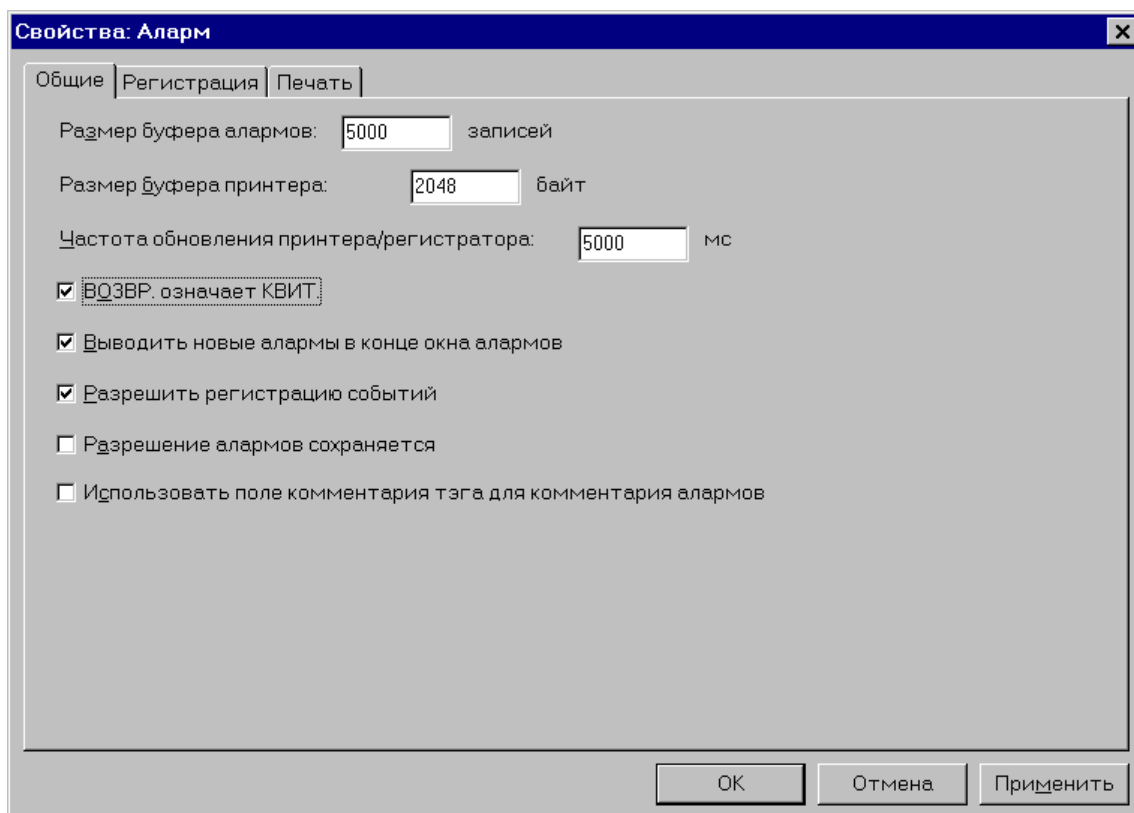 Свойства: Аларм
Общие Регистрация Печать
Размер буфера алармов: 5000 записей
Размер буфера принтера: 2048 байт
Частота обновления принтера/регистратора: 5000 мс
ВОЗВР. означает КВИТ.
Выводить новые алармы в конце окна алармов
Разрешить регистрацию событий
Разрешение алармов сохраняется
Использовать поле комментария тэга для комментария алармов
OK Отмена Применить